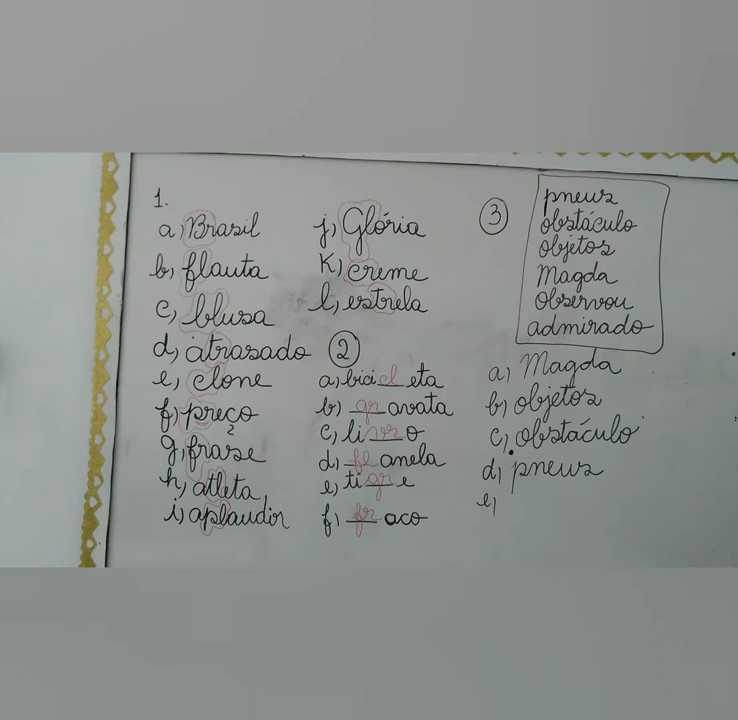 1.
a) Brasil
b) flauta
c) blusa
d) atrasado
e) clone
f) preço
g) frase
h) atleta
i) aplaudir
j) Glória
K) creme
l) estrela
2
a) bicicleta
b) gravata
c) livro
d) flanela
e) tigre
f) fraco
3
pneus
obstáculo
objetos
Magda
observou
admirado
a) Magda
b) objetos
c) obstáculo
d) pneus
e)